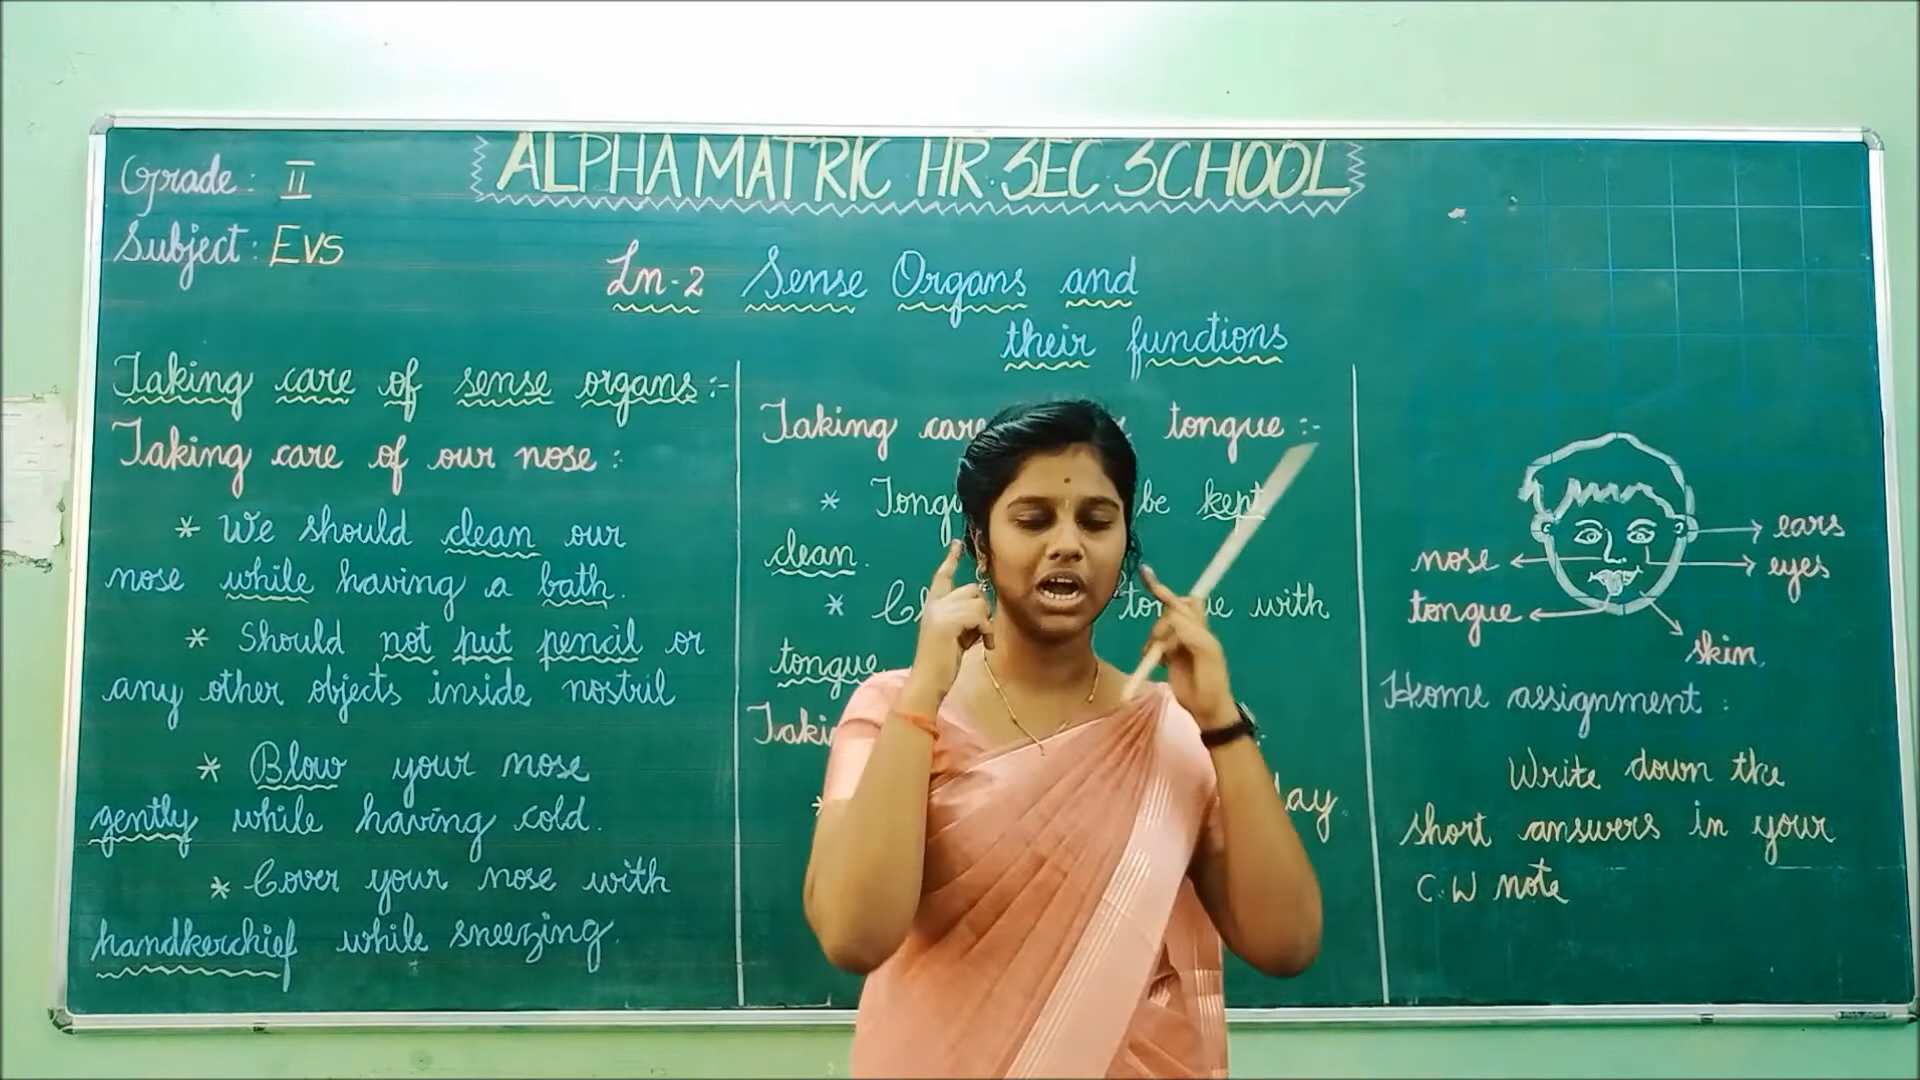 ALPHA MATRIC HR. SEC. SCHOOL
Grade : II
Subject : EVS
Ln-2 Sense Organs and
their functions
Taking care of sense organs :-
Taking care of our nose :
* We should clean our
nose while having a bath.
* Should not put pencil or
any other objects inside nostril
* Blow your nose
gently while having cold.
* Cover your nose with
handkerchief while sneezing.
Taking care tongue :-
* be kept
clean.
* tongue with
tongue
ears
nose
eyes
tongue
skin
Home assignment :
Write down the
short answers in your
C.W note